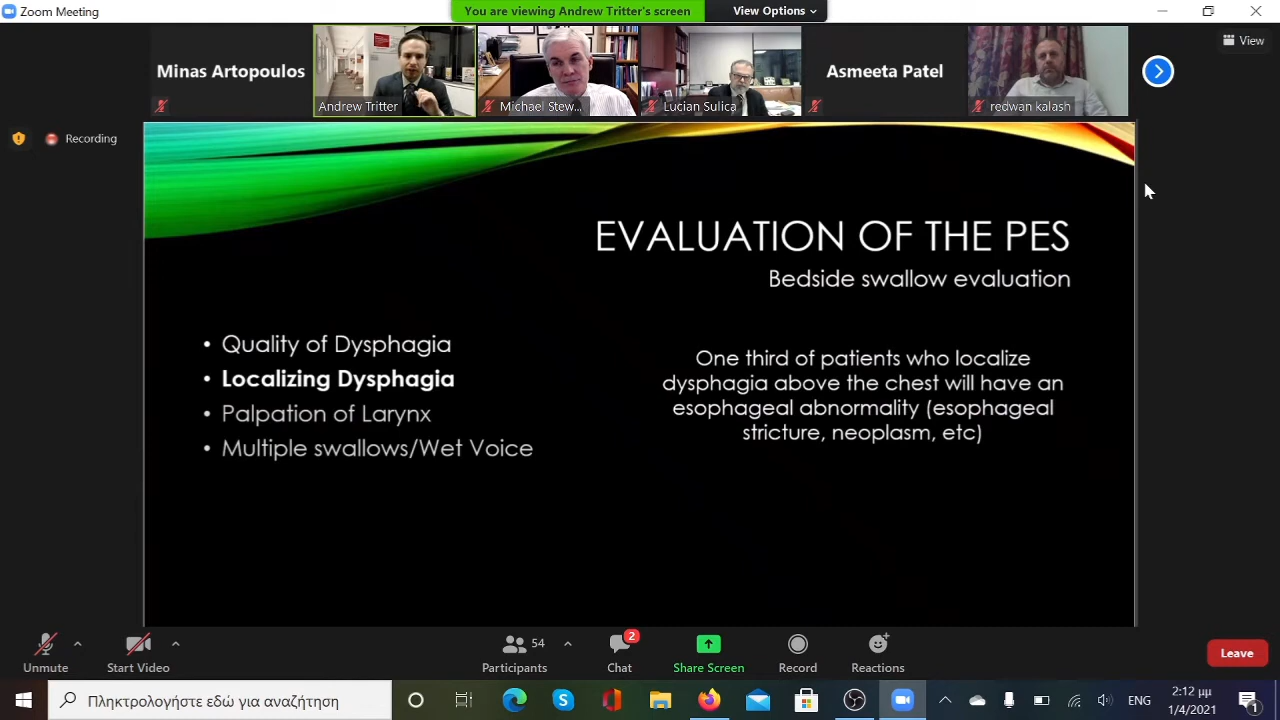 Zoom Meeting
You are viewing Andrew Tritter's screen
View Options
Minas Artopoulos
Andrew Tritter
Michael Stew...
Lucian Sulica
Asmeeta Patel
redwan kalash
View
Recording
EVALUATION OF THE PES
Bedside swallow evaluation
• Quality of Dysphagia
• Localizing Dysphagia
• Palpation of Larynx
• Multiple swallows/Wet Voice
One third of patients who localize
dysphagia above the chest will have an
esophageal abnormality (esophageal
stricture, neoplasm, etc)
Unmute
Start Video
54
Participants
2
Chat
Share Screen
Record
Reactions
Leave
Πληκτρολογήστε εδώ για αναζήτηση
ENG
2:12 μμ
1/4/2021
1